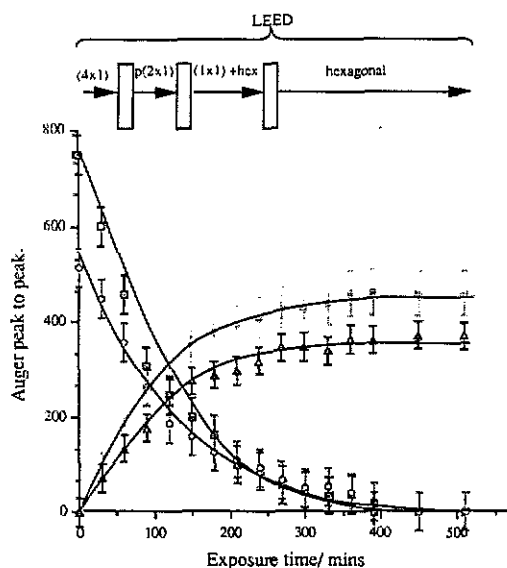 LEED
(4x1) p(2x1) (1x1) +hex hexagonal
800
600
400
200
0
Auger peak to peak.
0 100 200 300 400 500
Exposure time/ mins